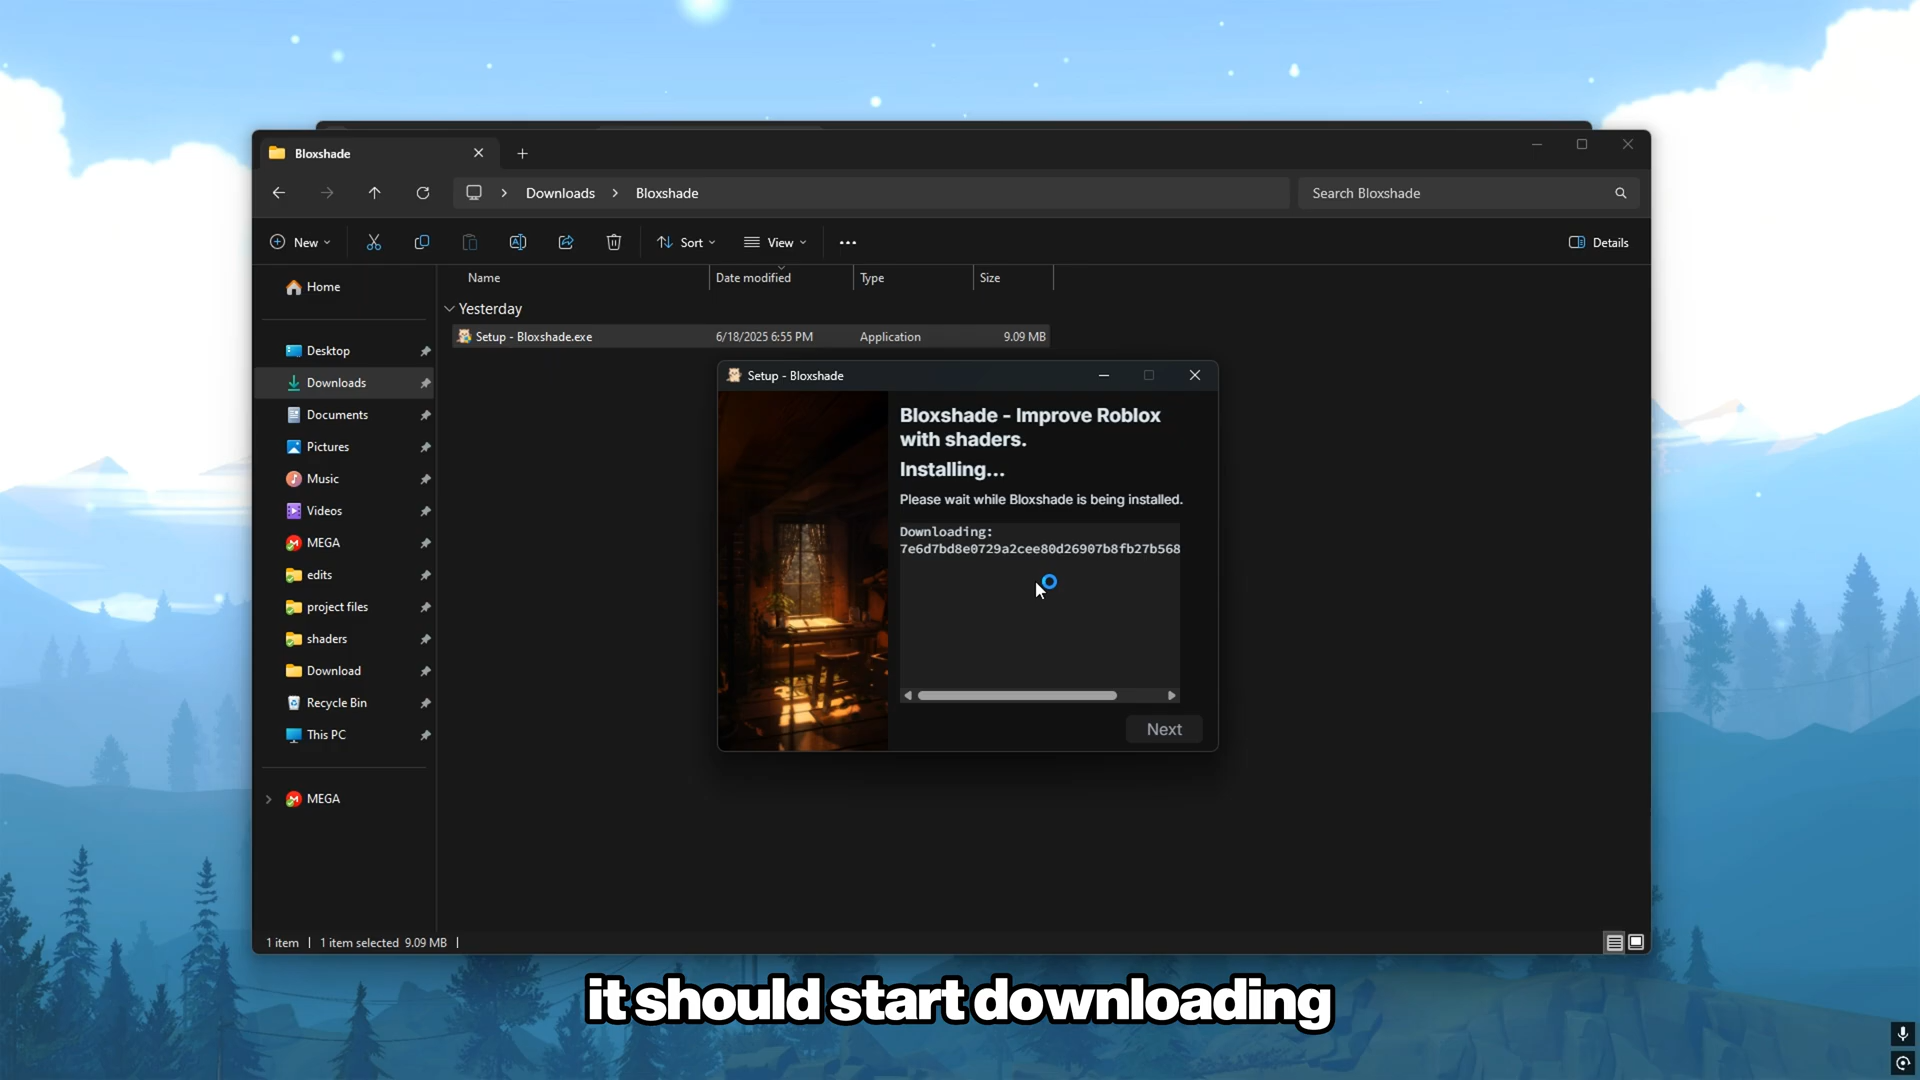 Bloxshade
Downloads
Bloxshade
Search Bloxshade
New
Sort
View
Details
Name
Date modified
Type
Size
Home
Yesterday
Setup - Bloxshade.exe
6/18/2025 6:55 PM
Application
9.09 MB
Desktop
Downloads
Documents
Pictures
Music
Videos
MEGA
edits
project files
shaders
Download
Recycle Bin
This PC
MEGA
Setup - Bloxshade
Bloxshade - Improve Roblox
with shaders.
Installing...
Please wait while Bloxshade is being installed.
Downloading:
7e6d7bd8e0729a2cee80d26907b8fb27b568
Next
1 item
1 item selected 9.09 MB
it should start downloading